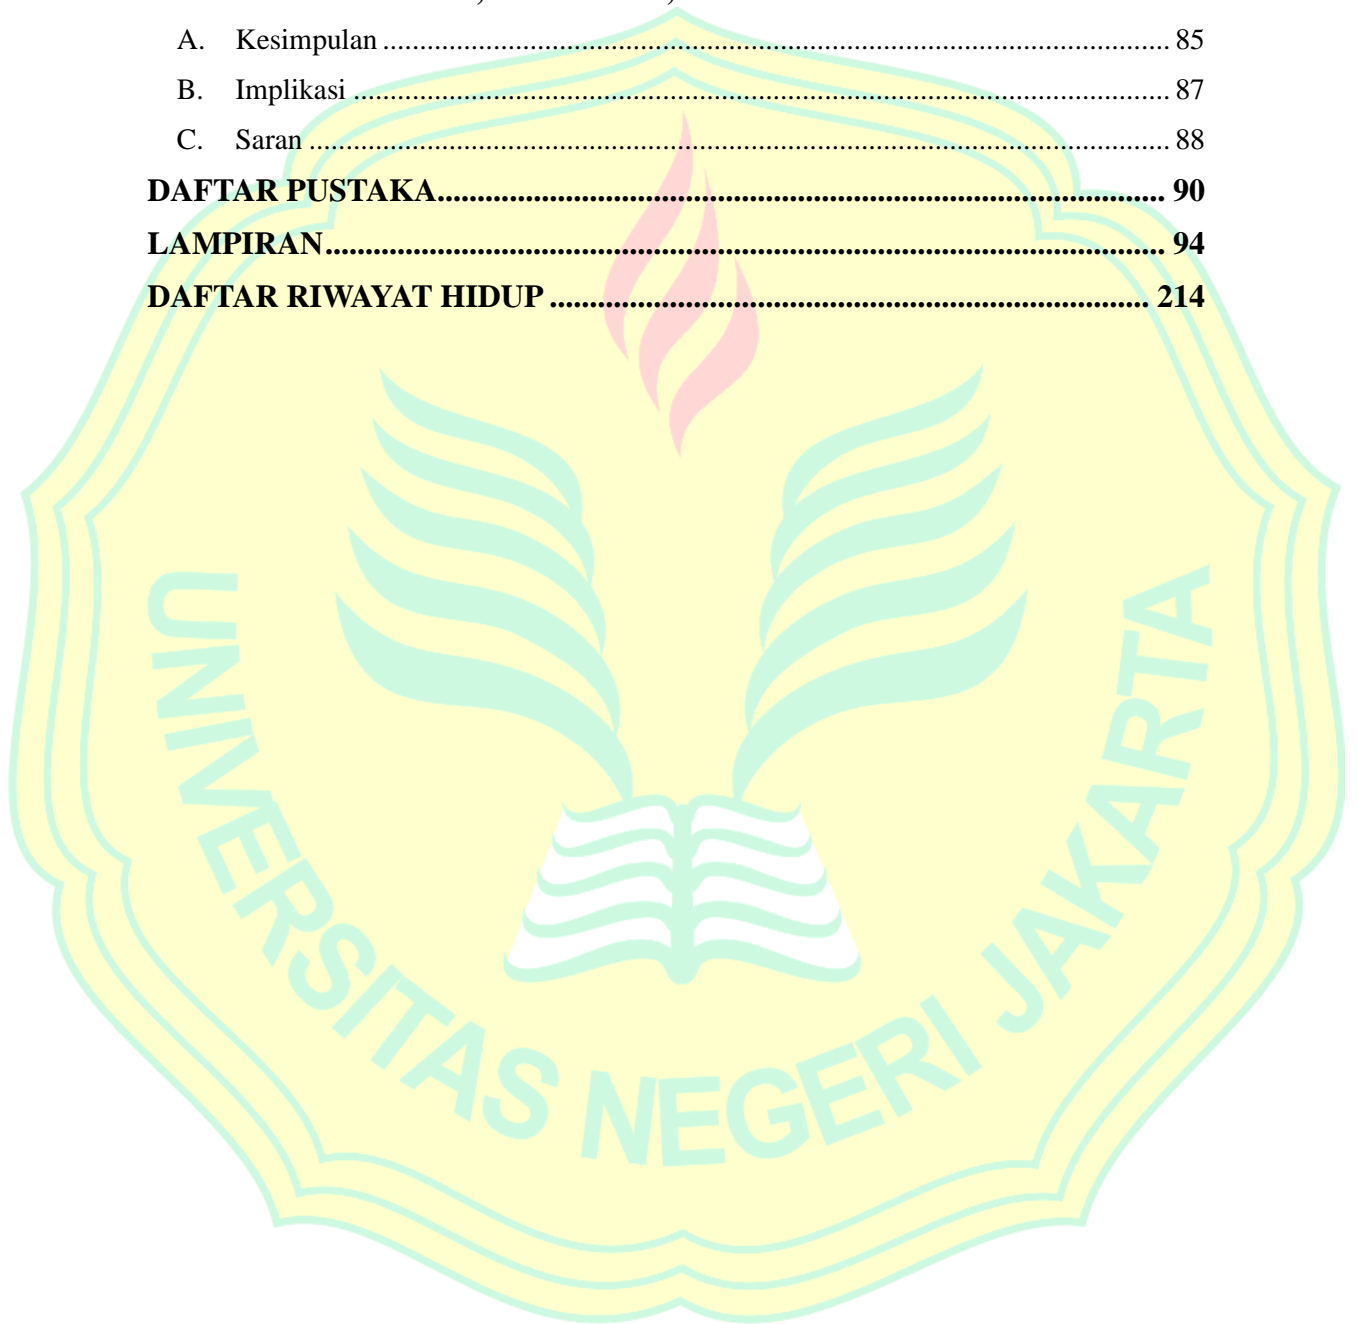 A. Kesimpulan ........................................................................................................... 85
B. Implikasi ............................................................................................................... 87
C. Saran ..................................................................................................................... 88
DAFTAR PUSTAKA............................................................................................ 90
LAMPIRAN.......................................................................................................... 94
DAFTAR RIWAYAT HIDUP ........................................................................... 214
UNIVERSITAS NEGERI JAKARTA